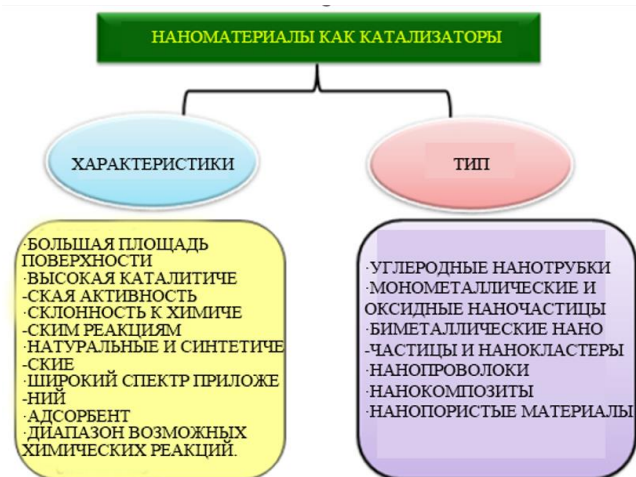 НАНОМАТЕРИАЛЫ КАК КАТАЛИЗАТОРЫ
ХАРАКТЕРИСТИКИ
ТИП
·БОЛЬШАЯ ПЛОЩАДЬ
ПОВЕРХНОСТИ
·ВЫСОКАЯ КАТАЛИТИЧЕ
-СКАЯ АКТИВНОСТЬ
·СКЛОННОСТЬ К ХИМИЧЕ
-СКИМ РЕАКЦИЯМ
·НАТУРАЛЬНЫЕ И СИНТЕТИЧЕ
-СКИЕ
·ШИРОКИЙ СПЕКТР ПРИЛОЖЕ
-НИЙ
·АДСОРБЕНТ
·ДИАПАЗОН ВОЗМОЖНЫХ
ХИМИЧЕСКИХ РЕАКЦИЙ.
·УГЛЕРОДНЫЕ НАНОТРУБКИ
·МОНОМЕТАЛЛИЧЕСКИЕ И
ОКСИДНЫЕ НАНОЧАСТИЦЫ
·БИМЕТАЛЛИЧЕСКИЕ НАНО
-ЧАСТИЦЫ И НАНОКЛАСТЕРЫ
·НАНОПРОВОЛОКИ
·НАНОКОМПОЗИТЫ
·НАНОПОРИСТЫЕ МАТЕРИАЛЫ